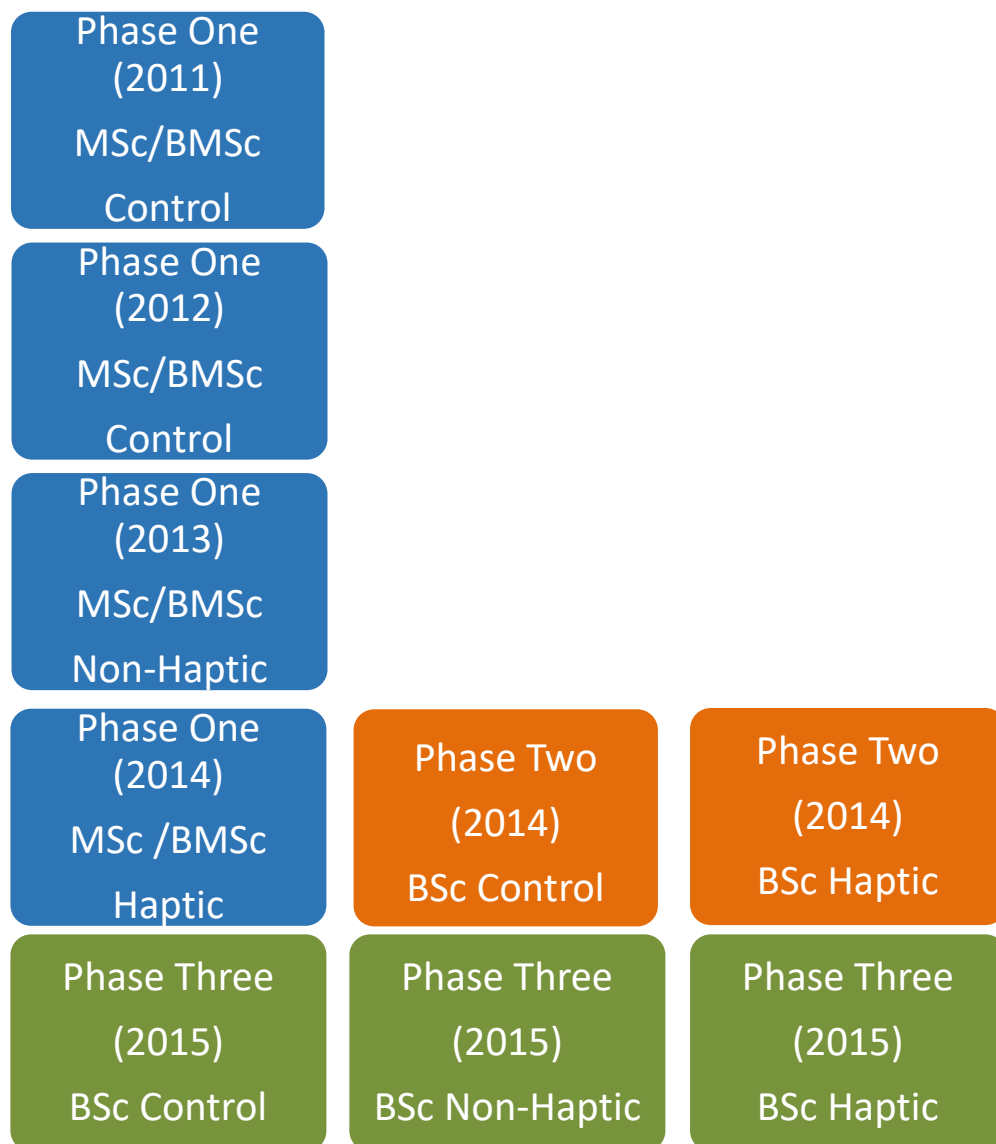 Phase One
(2011)
MSc/BMSc
Control
Phase One
(2012)
MSc/BMSc
Control
Phase One
(2013)
MSc/BMSc
Non-Haptic
Phase One
(2014)
MSc /BMSc
Haptic
Phase Two
(2014)
BSc Control
Phase Two
(2014)
BSc Haptic
Phase Three
(2015)
BSc Control
Phase Three
(2015)
BSc Non-Haptic
Phase Three
(2015)
BSc Haptic